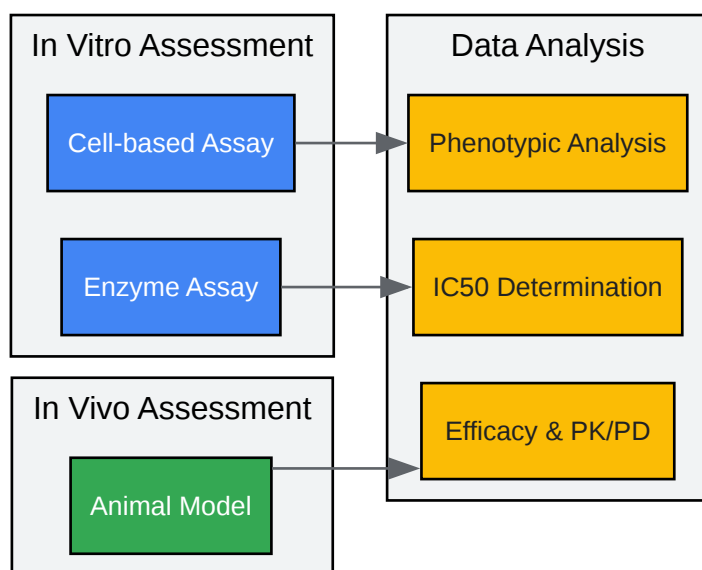 In Vitro Assessment
Cell-based Assay
Enzyme Assay
In Vivo Assessment
Animal Model
Data Analysis
Phenotypic Analysis
IC50 Determination
Efficacy & PK/PD